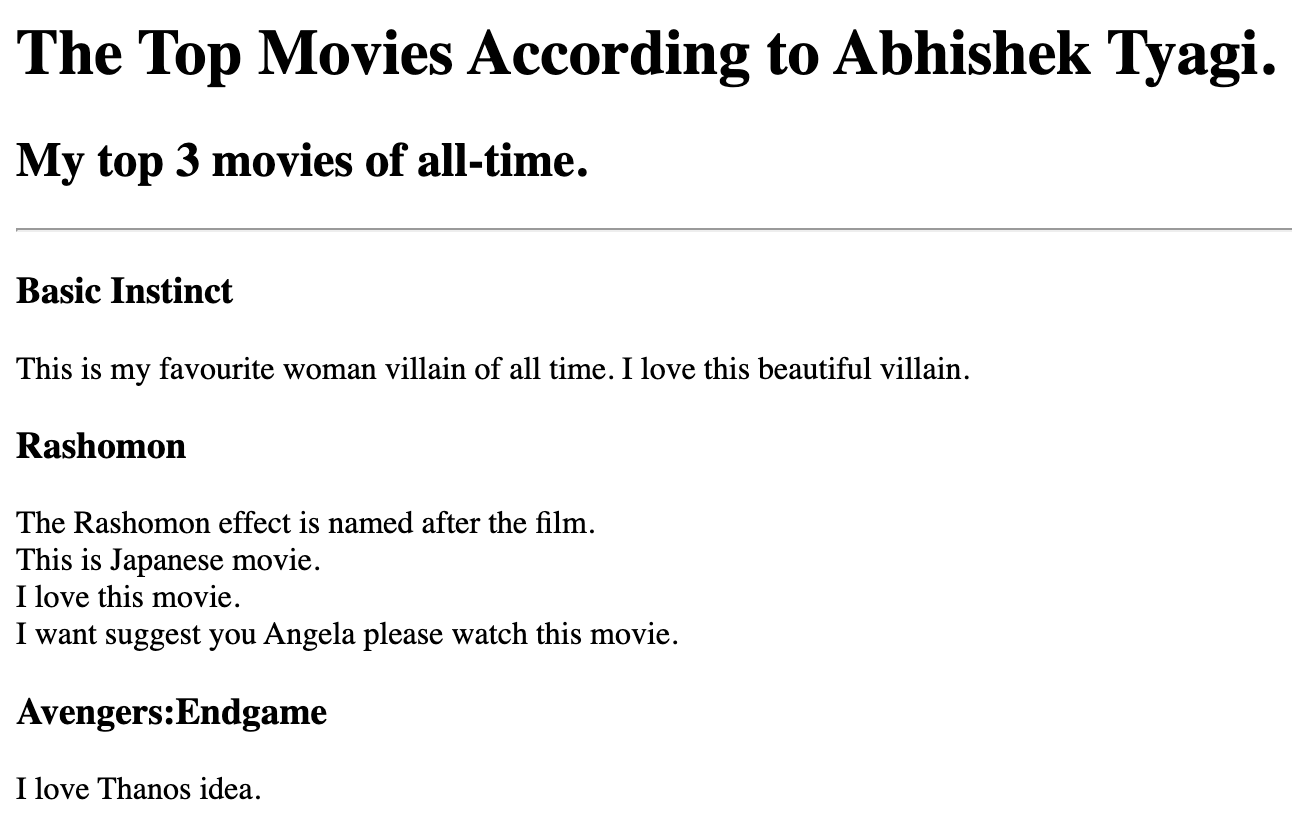 The Top Movies According to Abhishek Tyagi.
My top 3 movies of all-time.
Basic Instinct
This is my favourite woman villain of all time. I love this beautiful villain.
Rashomon
The Rashomon effect is named after the film.
This is Japanese movie.
I love this movie.
I want suggest you Angela please watch this movie.
Avengers:Endgame
I love Thanos idea.